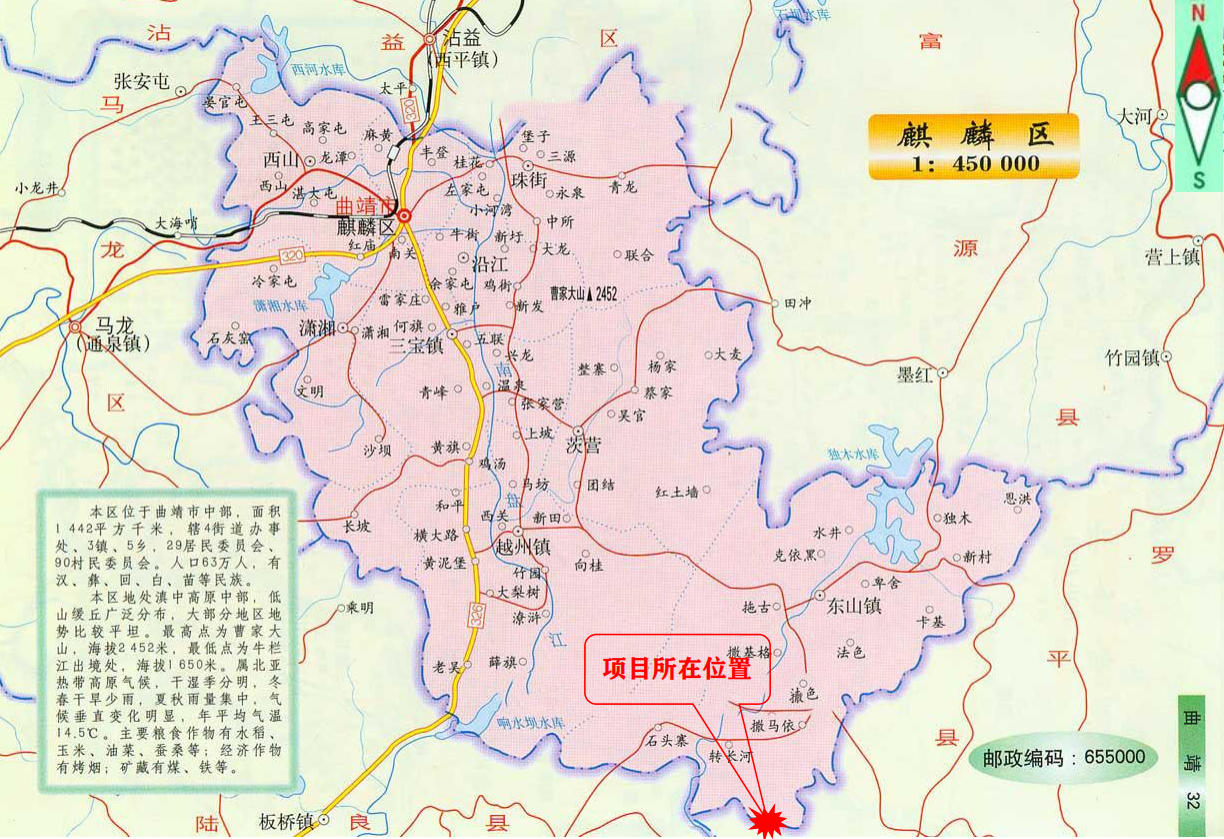 沾
益
区
富
源
县
罗
平
县
马
龙
区
陆
良
县
麒 麟 区
1: 450 000
N
S
石坝水库
沾益
(西平镇)
张安屯
西河水库
太平
320
晏官屯
王三屯
高家屯
麻黄
大河
西山
龙潭
丰登
桂花
堡子
三源
小龙井
西山
湛大屯
左家屯
珠街
永泉
青龙
曲靖市
麒麟区
小河湾
中所
大海哨
红庙
南关
牛街
新圩
大龙
联合
营上镇
320
冷家屯
沿江
余家屯
鸡街
曹家大山▲2452
潇湘水库
雷家庄
雅户
新发
田冲
马龙
(通泉镇)
石灰窑
潇湘
潇湘
何旗
三宝镇
五联
兴龙
南
整寨
杨家
大麦
竹园镇
墨红
文明
青峰
温泉
张家营
蔡家
吴官
沙坝
黄旗
上坡
茨营
鸡汤
独木水库
马坊
团结
红土墙
恩洪
和平
盘
西关
新田
长坡
横大路
越州镇
水井
独木
黄泥堡
竹园
向桂
克依黑
新村
大梨树
卑舍
326
潦浒
东山镇
拖古
卡基
乘明
江
老吴
薛旗
撒基格
法色
项目所在位置
撒色
响水坝水库
石头寨
撒马依
转长河
板桥镇
本区位于曲靖市中部，面积
1 442平方千米，辖4街道办事
处、3镇、5乡，29居民委员会、
90村民委员会。人口63万人，有
汉、彝、回、白、苗等民族。
本区地处滇中高原中部，低
山缓丘广泛分布，大部分地区地
势比较平坦。最高点为曹家大
山，海拔2 452米，最低点为牛栏
江出境处，海拔1 650米。属北亚
热带高原气候，干湿季分明，冬
春干旱少雨，夏秋雨量集中，气
候垂直变化明显，年平均气温
14.5℃。主要粮食作物有水稻、
玉米、油菜、蚕桑等；经济作物
有烤烟；矿藏有煤、铁等。
邮政编码：655000
曲靖 32